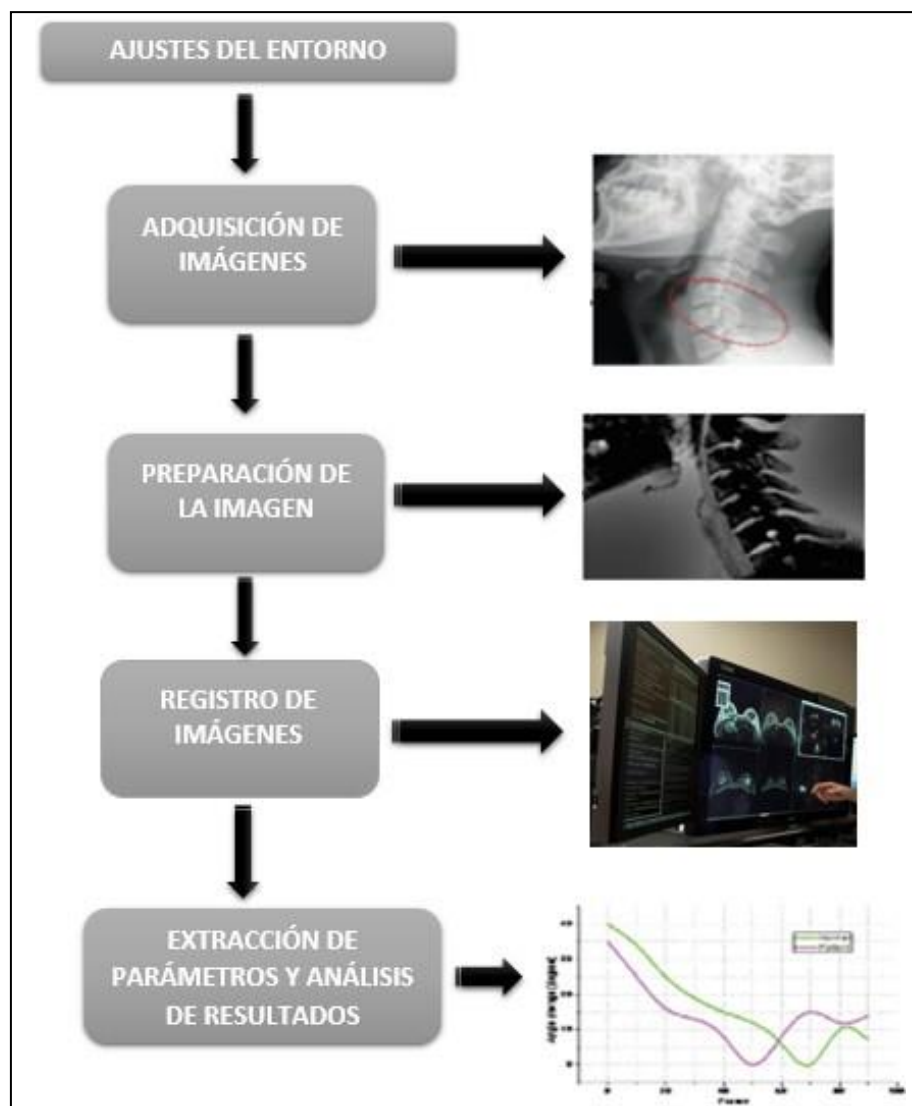 AJUSTES DEL ENTORNO
ADQUISICIÓN DE
IMÁGENES
PREPARACIÓN DE
LA IMAGEN
REGISTRO DE
IMÁGENES
EXTRACCIÓN DE
PARÁMETROS Y ANÁLISIS
DE RESULTADOS